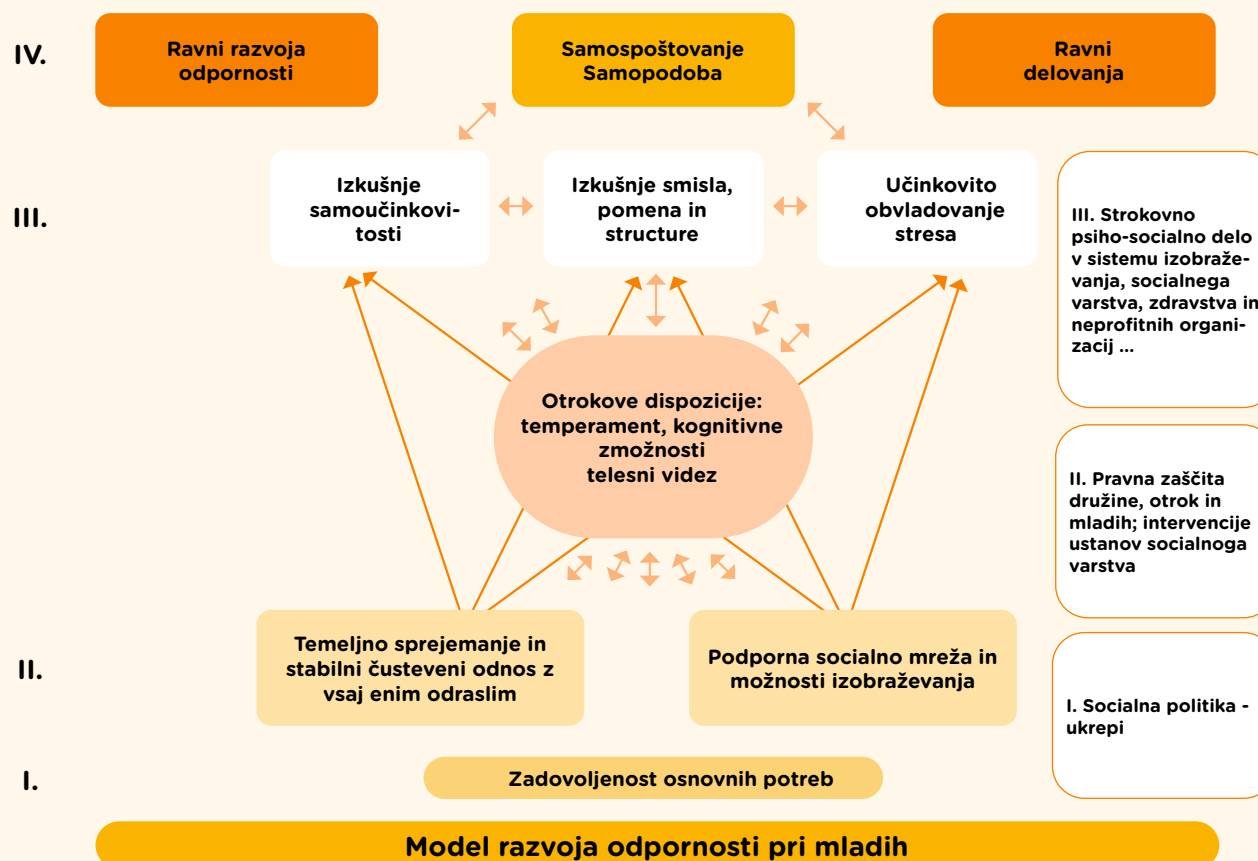 IV.
Ravni razvoja
odpornosti
Samospoštovanje
Samopodoba
Ravni
delovanja
III.
Izkušnje
samoučinkovi-
tosti
Izkušnje smisla,
pomena in
structure
Učinkovito
obvladovanje
stresa
III. Strokovno
psiho-socialno delo
v sistemu izobraže-
vanja, socialnega
varstva, zdravstva in
neprofitnih organi-
zacij ...
Otrokove dispozicije:
temperament, kognitivne
zmožnosti
telesni videz
II. Pravna zaščita
družine, otrok in
mladih; intervencije
ustanov socialnoga
varstva
II.
Temeljno sprejemanje in
stabilni čusteveni odnos z
vsaj enim odraslim
Podporna socialno mreža in
možnosti izobraževanja
I. Socialna politika -
ukrepi
I.
Zadovoljenost osnovnih potreb
Model razvoja odpornosti pri mladih